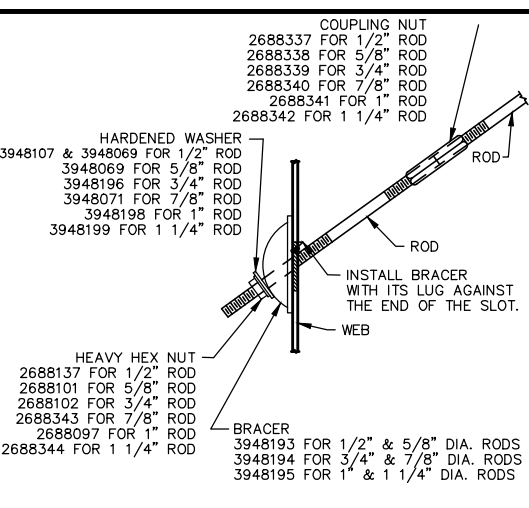 COUPLING NUT
2688337 FOR 1/2" ROD
2688338 FOR 5/8" ROD
2688339 FOR 3/4" ROD
2688340 FOR 7/8" ROD
2688341 FOR 1" ROD
2688342 FOR 1 1/4" ROD
HARDENED WASHER
3948107 & 3948069 FOR 1/2" ROD
3948069 FOR 5/8" ROD
3948196 FOR 3/4" ROD
3948071 FOR 7/8" ROD
3948198 FOR 1" ROD
3948199 FOR 1 1/4" ROD
ROD
ROD
INSTALL BRACER
WITH ITS LUG AGAINST
THE END OF THE SLOT.
WEB
HEAVY HEX NUT
2688137 FOR 1/2" ROD
2688101 FOR 5/8" ROD
2688102 FOR 3/4" ROD
2688343 FOR 7/8" ROD
2688097 FOR 1" ROD
2688344 FOR 1 1/4" ROD
BRACER
3948193 FOR 1/2" & 5/8" DIA. RODS
3948194 FOR 3/4" & 7/8" DIA. RODS
3948195 FOR 1" & 1 1/4" DIA. RODS